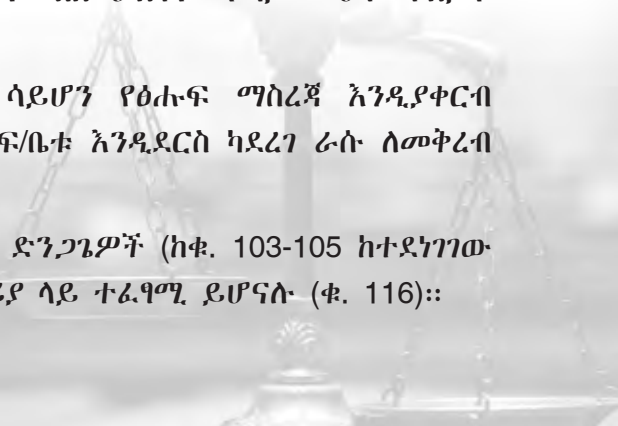 ሳይሆን የፅሑፍ ማስረጃ እንዲያቀርብ
ፍ/ቤቱ እንዲደርስ ካደረገ ራሱ ለመቅረብ
ድንጋጌዎች (ከቁ. 103-105 ከተደነገገው
ላይ ተፈፃሚ ይሆናሉ (ቁ. 116)።